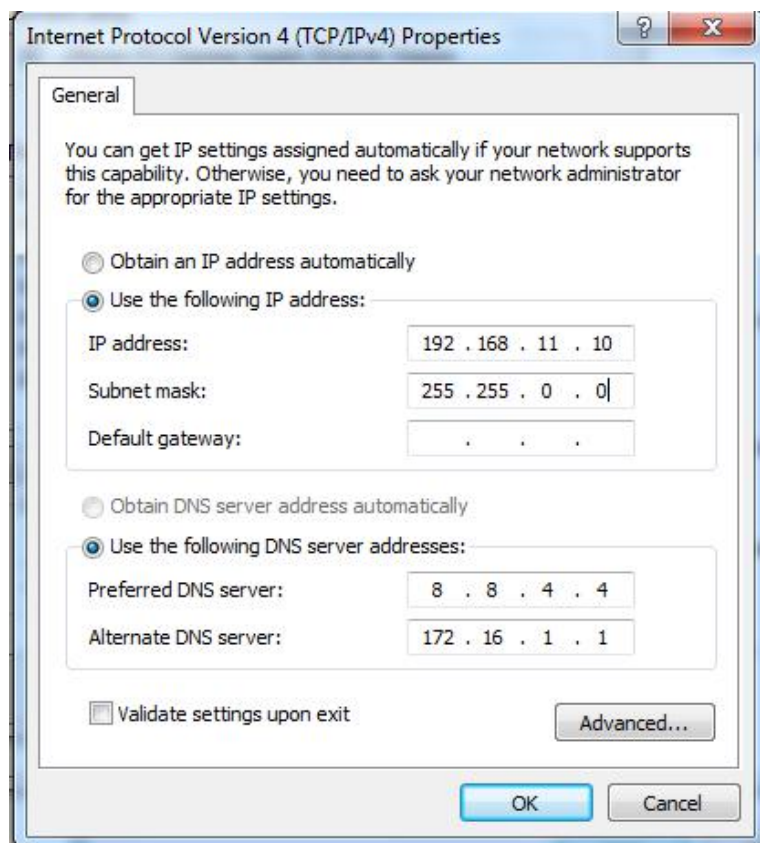 Internet Protocol Version 4 (TCP/IPv4) Properties
General
You can get IP settings assigned automatically if your network supports
this capability. Otherwise, you need to ask your network administrator
for the appropriate IP settings.
Obtain an IP address automatically
Use the following IP address:
IP address: 192 . 168 . 11 . 10
Subnet mask: 255 . 255 . 0 . 0
Default gateway: . . .
Obtain DNS server address automatically
Use the following DNS server addresses:
Preferred DNS server: 8 . 8 . 4 . 4
Alternate DNS server: 172 . 16 . 1 . 1
Validate settings upon exit
Advanced...
OK Cancel